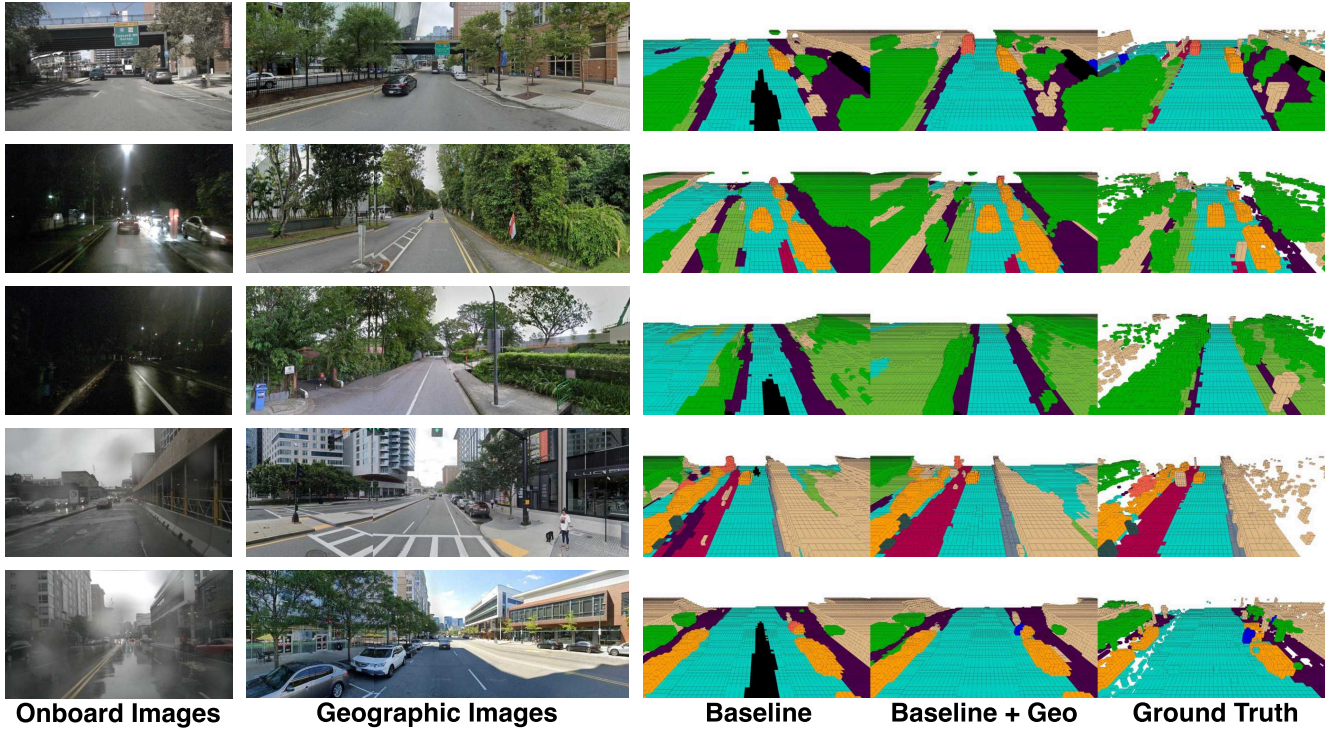 Onboard Images
Geographic Images
Baseline
Baseline + Geo
Ground Truth